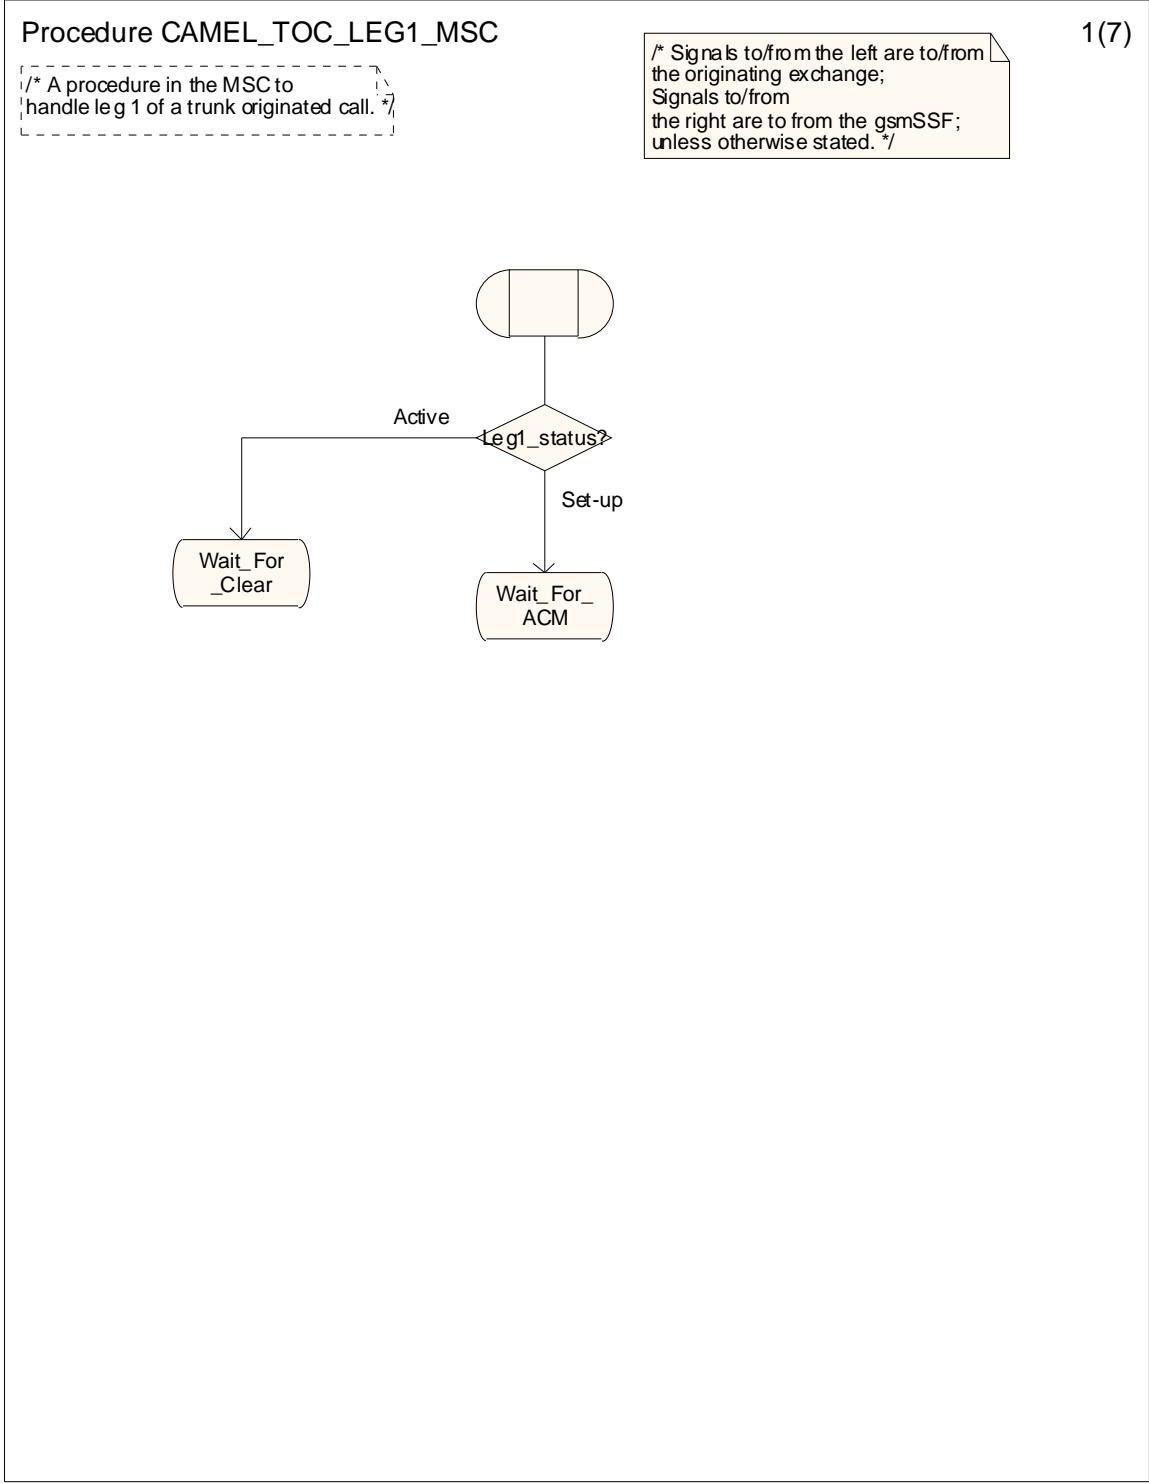 Procedure CAMEL_TOC_LEG1_MSC
1(7)
/* A procedure in the MSC to
handle leg 1 of a trunk originated call. */
/* Signals to/from the left are to/from
the originating exchange;
Signals to/from
the right are to from the gsmSSF;
unless otherwise stated. */
Active
Leg1_status?
Set-up
Wait_For
_Clear
Wait_For_
ACM